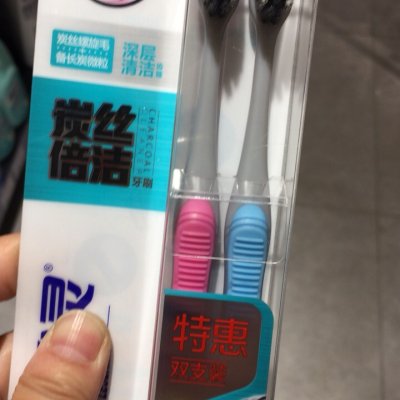 炭丝螺旋毛
+备长炭微粒
深层
清洁
炭丝
倍洁
牙刷
CHARCOAL
CLEANER
特惠
双支装
®